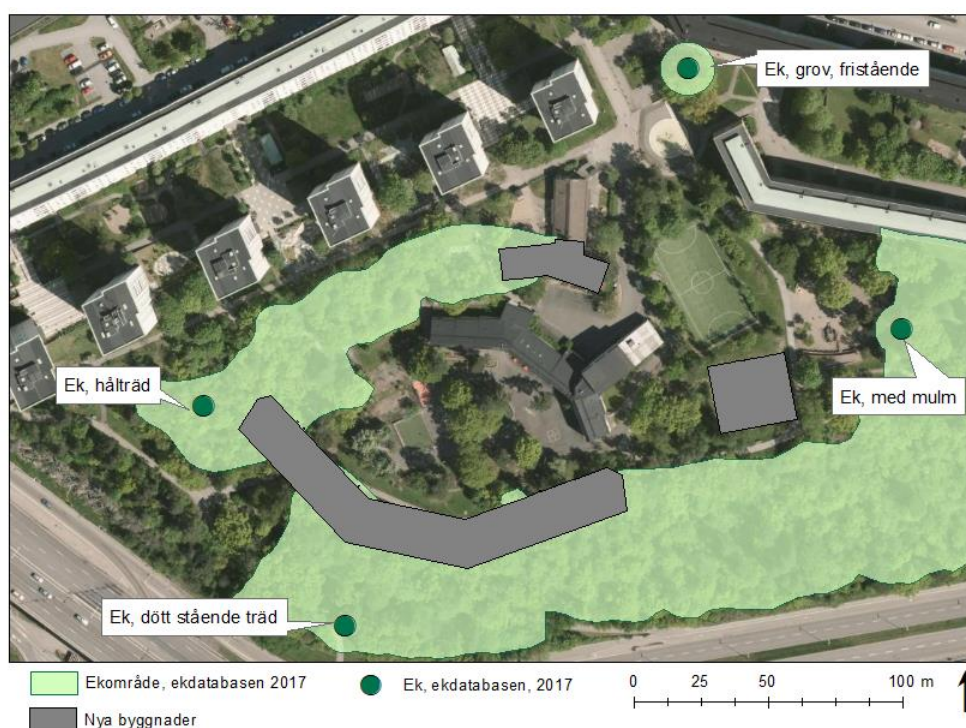 Ek, grov, fristående
Ek, hålträd
Ek, med mulm
Ek, dött stående träd
Ekområde, ekdatabasen 2017
Ek, ekdatabasen, 2017
0 25 50 100 m
Nya byggnader